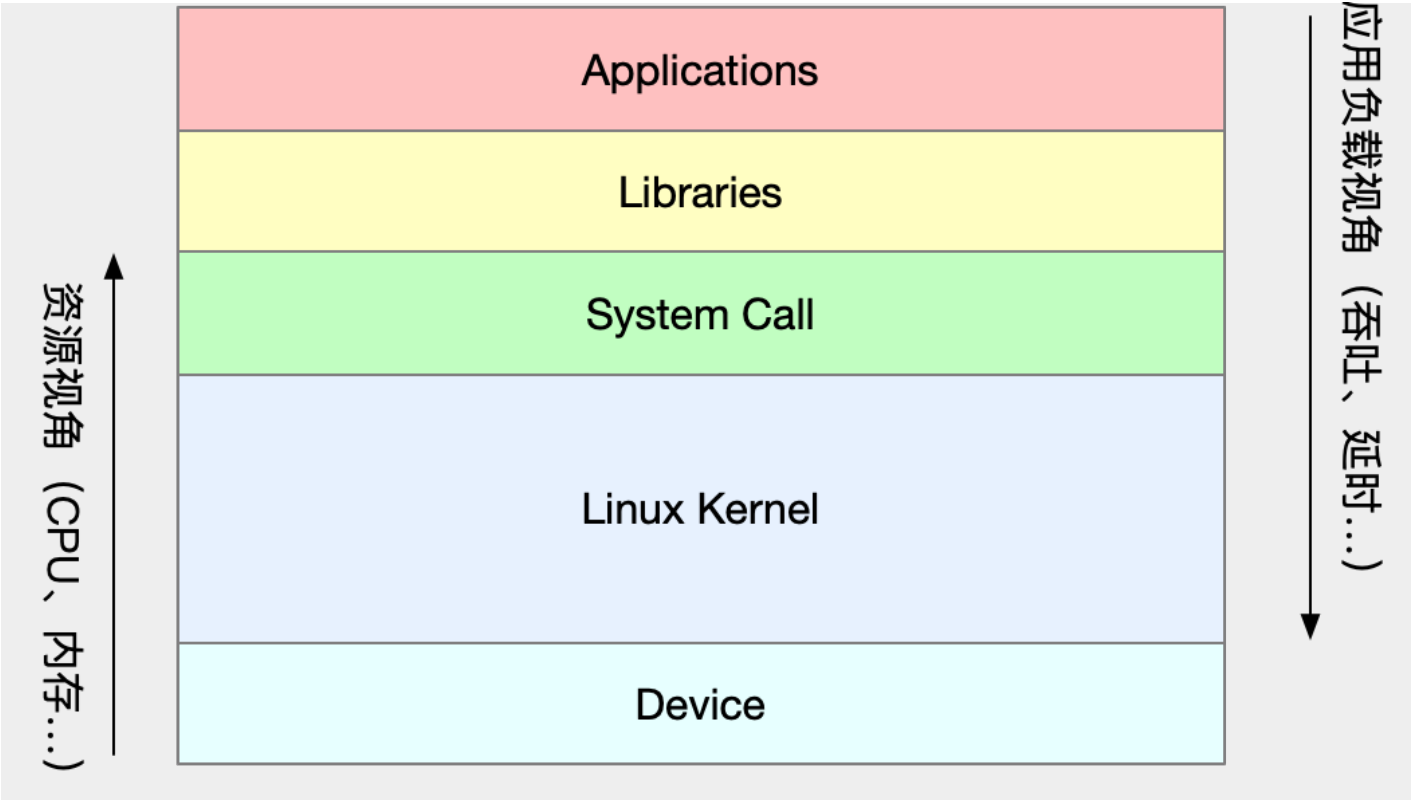 Applications
Libraries
System Call
Linux Kernel
Device
资源视角（CPU、内存....）
应用负载视角（吞吐、延时...）